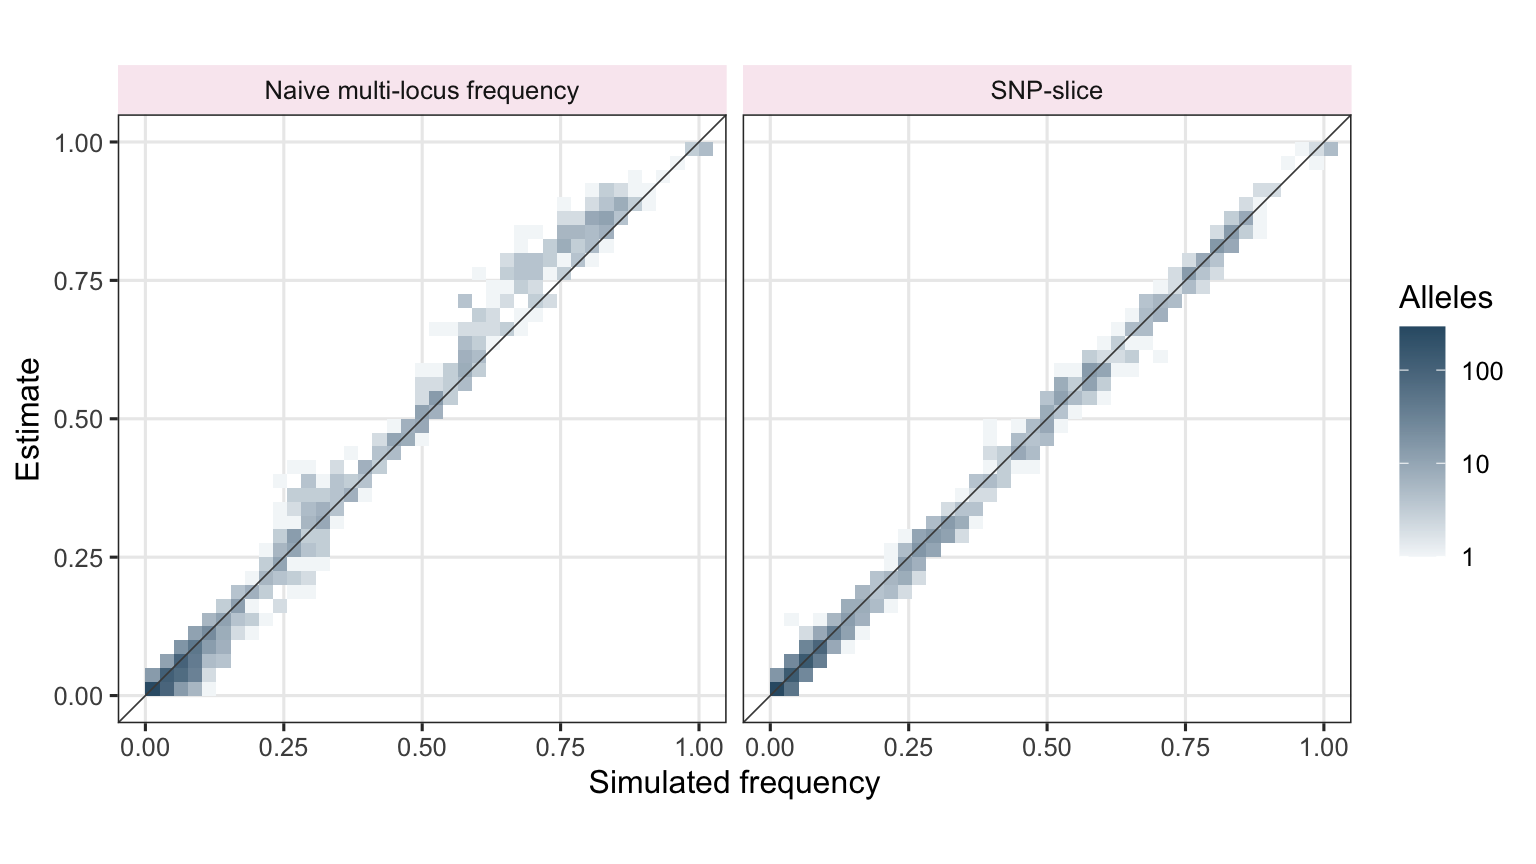 Naive multi-locus frequency
SNP-slice
1.00
0.75
0.50
0.25
0.00
Estimate
0.00 0.25 0.50 0.75 1.00
0.00 0.25 0.50 0.75 1.00
Simulated frequency
Alleles
100
10
1